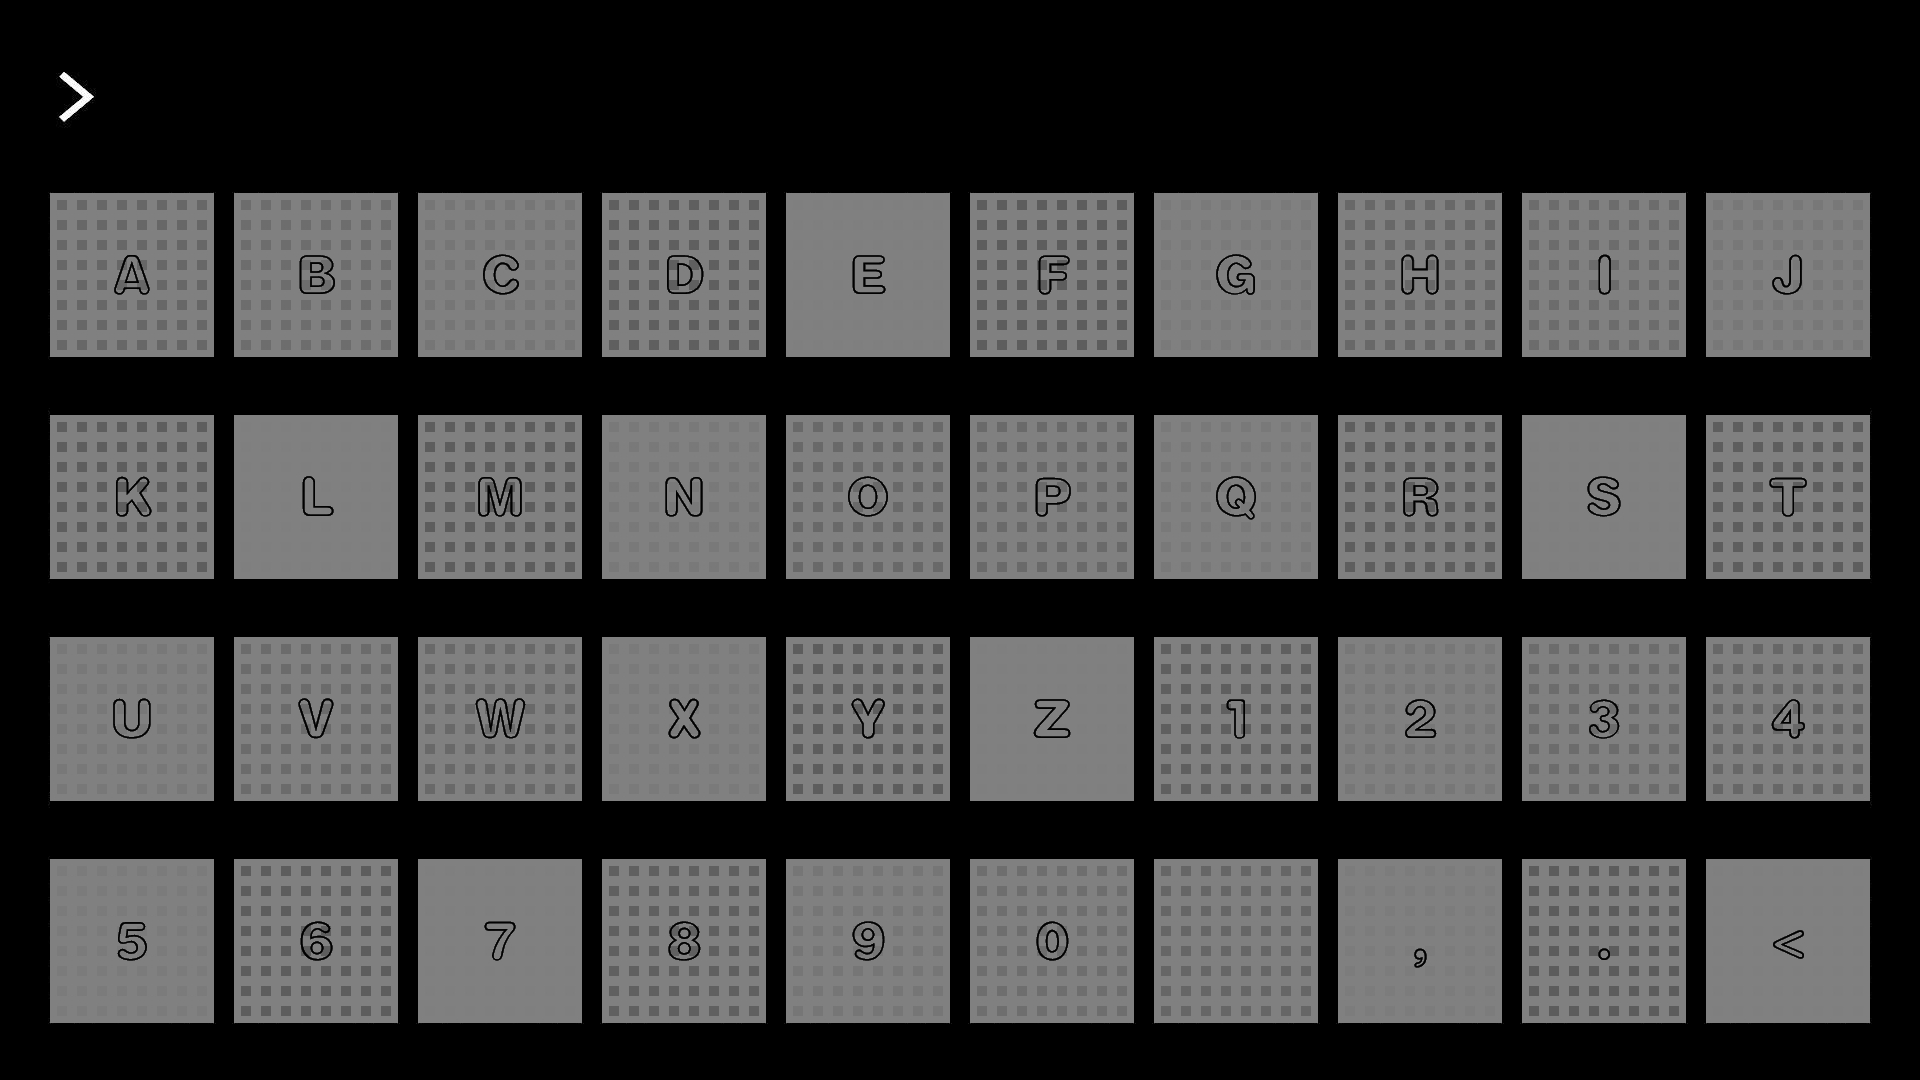 >
A B C D E F G H I J
K L M N O P Q R S T
U V W X Y Z 1 2 3 4
5 6 7 8 9 0 , . <